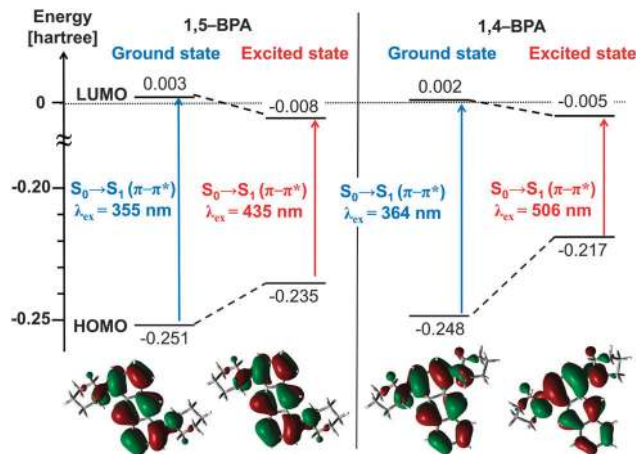 Energy
[hartree]
1,5–BPA
1,4–BPA
Ground state
Excited state
Ground state
Excited state
0.003
0.002
LUMO
-0.008
-0.005
0
S₀→S₁ (π–π*)
λₑₓ = 355 nm
S₀→S₁ (π–π*)
λₑₓ = 435 nm
S₀→S₁ (π–π*)
λₑₓ = 364 nm
S₀→S₁ (π–π*)
λₑₓ = 506 nm
-0.20
-0.217
-0.235
-0.25
HOMO
-0.251
-0.248